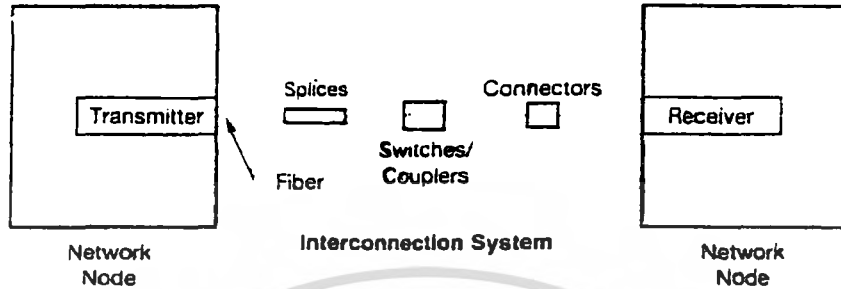 Transmitter
Splices
Connectors
Receiver
Switches/
Couplers
Fiber
Interconnection System
Network
Node
Network
Node